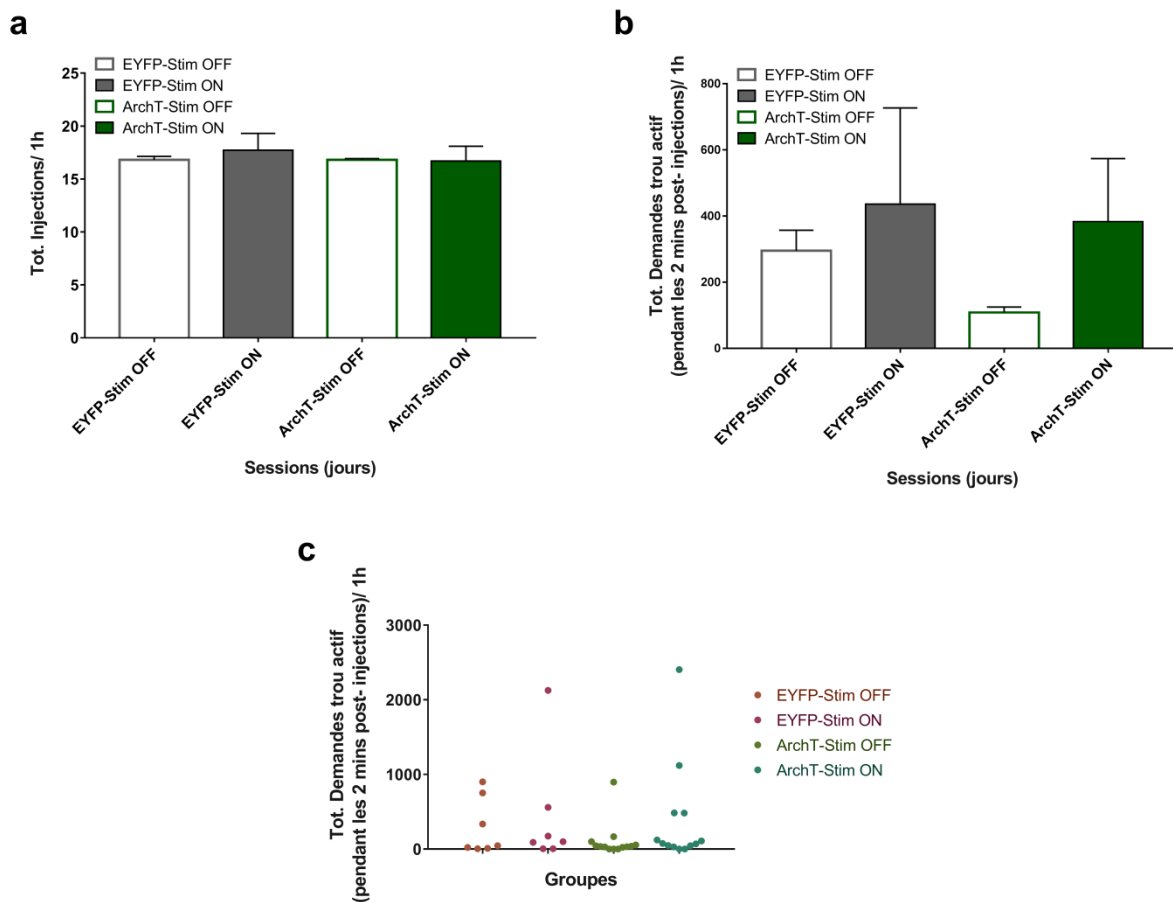 a
EYFP-Stim OFF
EYFP-Stim ON
ArchT-Stim OFF
ArchT-Stim ON
Tot. Injections/ 1h
25
20
15
10
5
0
EYFP-Stim OFF
EYFP-Stim ON
ArchT-Stim OFF
ArchT-Stim ON
Sessions (jours)
b
EYFP-Stim OFF
EYFP-Stim ON
ArchT-Stim OFF
ArchT-Stim ON
Tot. Demandes trou actif
(pendant les 2 mins post- injections)/ 1h
800
600
400
200
0
EYFP-Stim OFF
EYFP-Stim ON
ArchT-Stim OFF
ArchT-Stim ON
Sessions (jours)
c
Tot. Demandes trou actif
(pendant les 2 mins post- injections)/ 1h
3000
2000
1000
0
Groupes
EYFP-Stim OFF
EYFP-Stim ON
ArchT-Stim OFF
ArchT-Stim ON